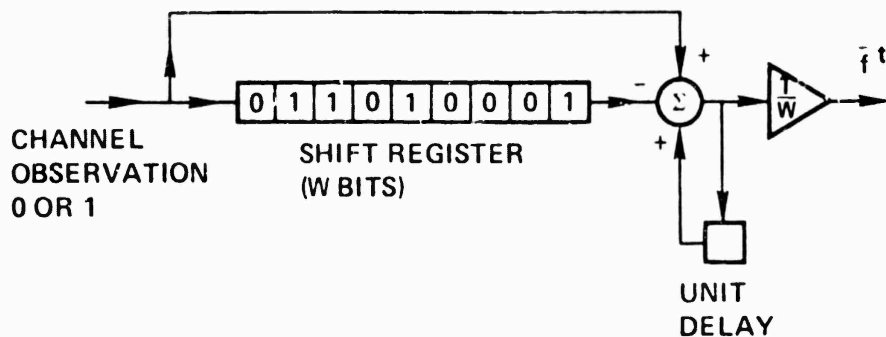 +
f̄ t
-
0 1 1 0 1 0 0 0 1
Σ
T
W
+
CHANNEL
OBSERVATION
0 OR 1
SHIFT REGISTER
(W BITS)
UNIT
DELAY